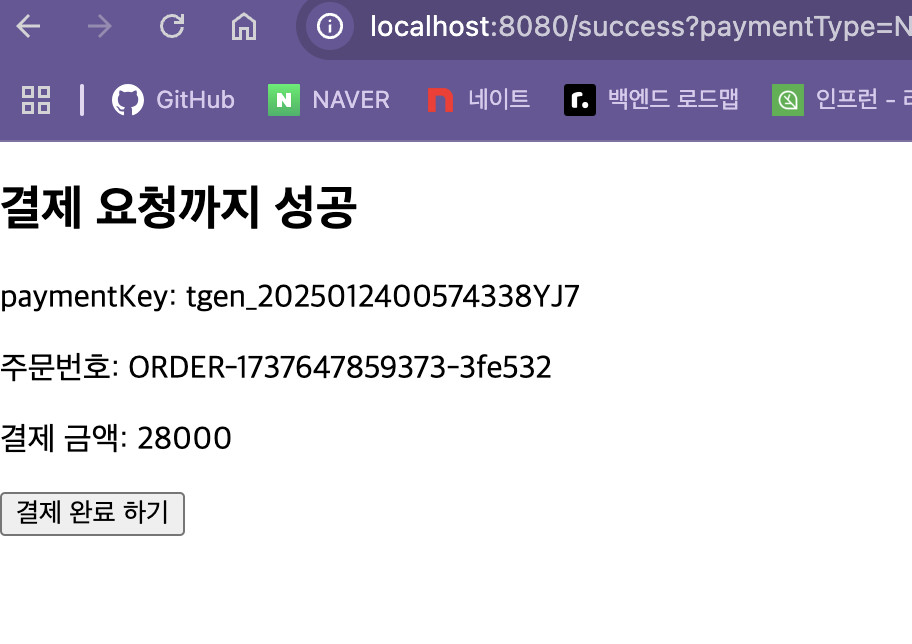 localhost:8080/success?paymentType=N
GitHub NAVER 네이트 백엔드 로드맵 인프런 -
결제 요청까지 성공
paymentKey: tgen_2025012400574338YJ7
주문번호: ORDER-1737647859373-3fe532
결제 금액: 28000
결제 완료 하기